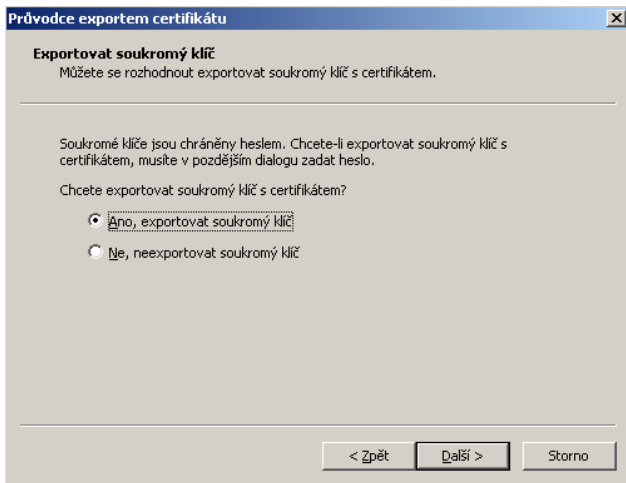 Průvodce exportem certifikátu
Exportovat soukromý klíč
Můžete se rozhodnout exportovat soukromý klíč s certifikátem.
Soukromé klíče jsou chráněny heslem. Chcete-li exportovat soukromý klíč s
certifikátem, musíte v pozdějším dialogu zadat heslo.
Chcete exportovat soukromý klíč s certifikátem?
Ano, exportovat soukromý klíč
Ne, neexportovat soukromý klíč
< Zpět Další > Storno